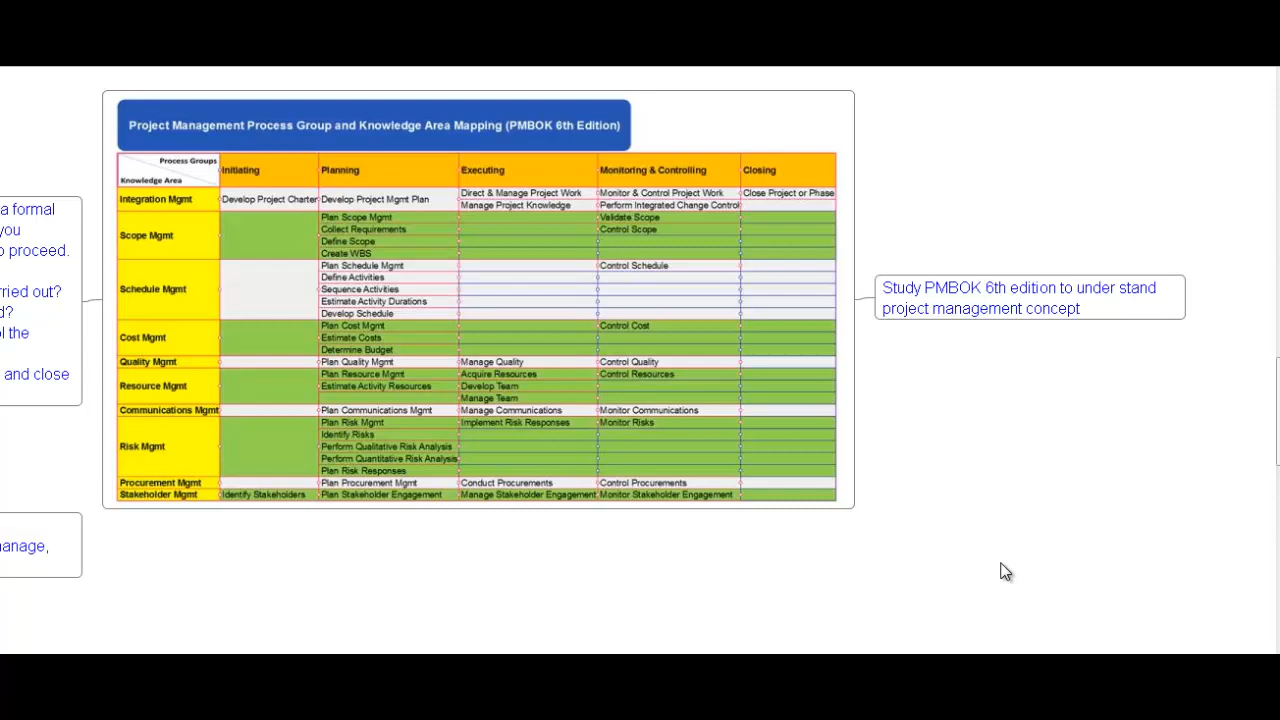 Project Management Process Group and Knowledge Area Mapping (PMBOK 6th Edition)
Process Groups
Knowledge Area
Initiating
Planning
Executing
Monitoring & Controlling
Closing
Integration Mgmt
Develop Project Charter
Develop Project Mgmt Plan
Direct & Manage Project Work
Manage Project Knowledge
Monitor & Control Project Work
Perform Integrated Change Control
Close Project or Phase
Scope Mgmt
Plan Scope Mgmt
Collect Requirements
Define Scope
Create WBS
Validate Scope
Control Scope
Schedule Mgmt
Plan Schedule Mgmt
Define Activities
Sequence Activities
Estimate Activity Durations
Develop Schedule
Control Schedule
Cost Mgmt
Plan Cost Mgmt
Estimate Costs
Determine Budget
Control Cost
Quality Mgmt
Plan Quality Mgmt
Manage Quality
Control Quality
Resource Mgmt
Plan Resource Mgmt
Estimate Activity Resources
Acquire Resources
Develop Team
Manage Team
Control Resources
Communications Mgmt
Plan Communications Mgmt
Manage Communications
Monitor Communications
Risk Mgmt
Plan Risk Mgmt
Identify Risks
Perform Qualitative Risk Analysis
Perform Quantitative Risk Analysis
Plan Risk Responses
Implement Risk Responses
Monitor Risks
Procurement Mgmt
Plan Procurement Mgmt
Conduct Procurements
Control Procurements
Stakeholder Mgmt
Identify Stakeholders
Plan Stakeholder Engagement
Manage Stakeholder Engagement
Monitor Stakeholder Engagement
a formal
you
o proceed.
rried out?
d?
ol the
and close
nanage,
Study PMBOK 6th edition to under stand
project management concept